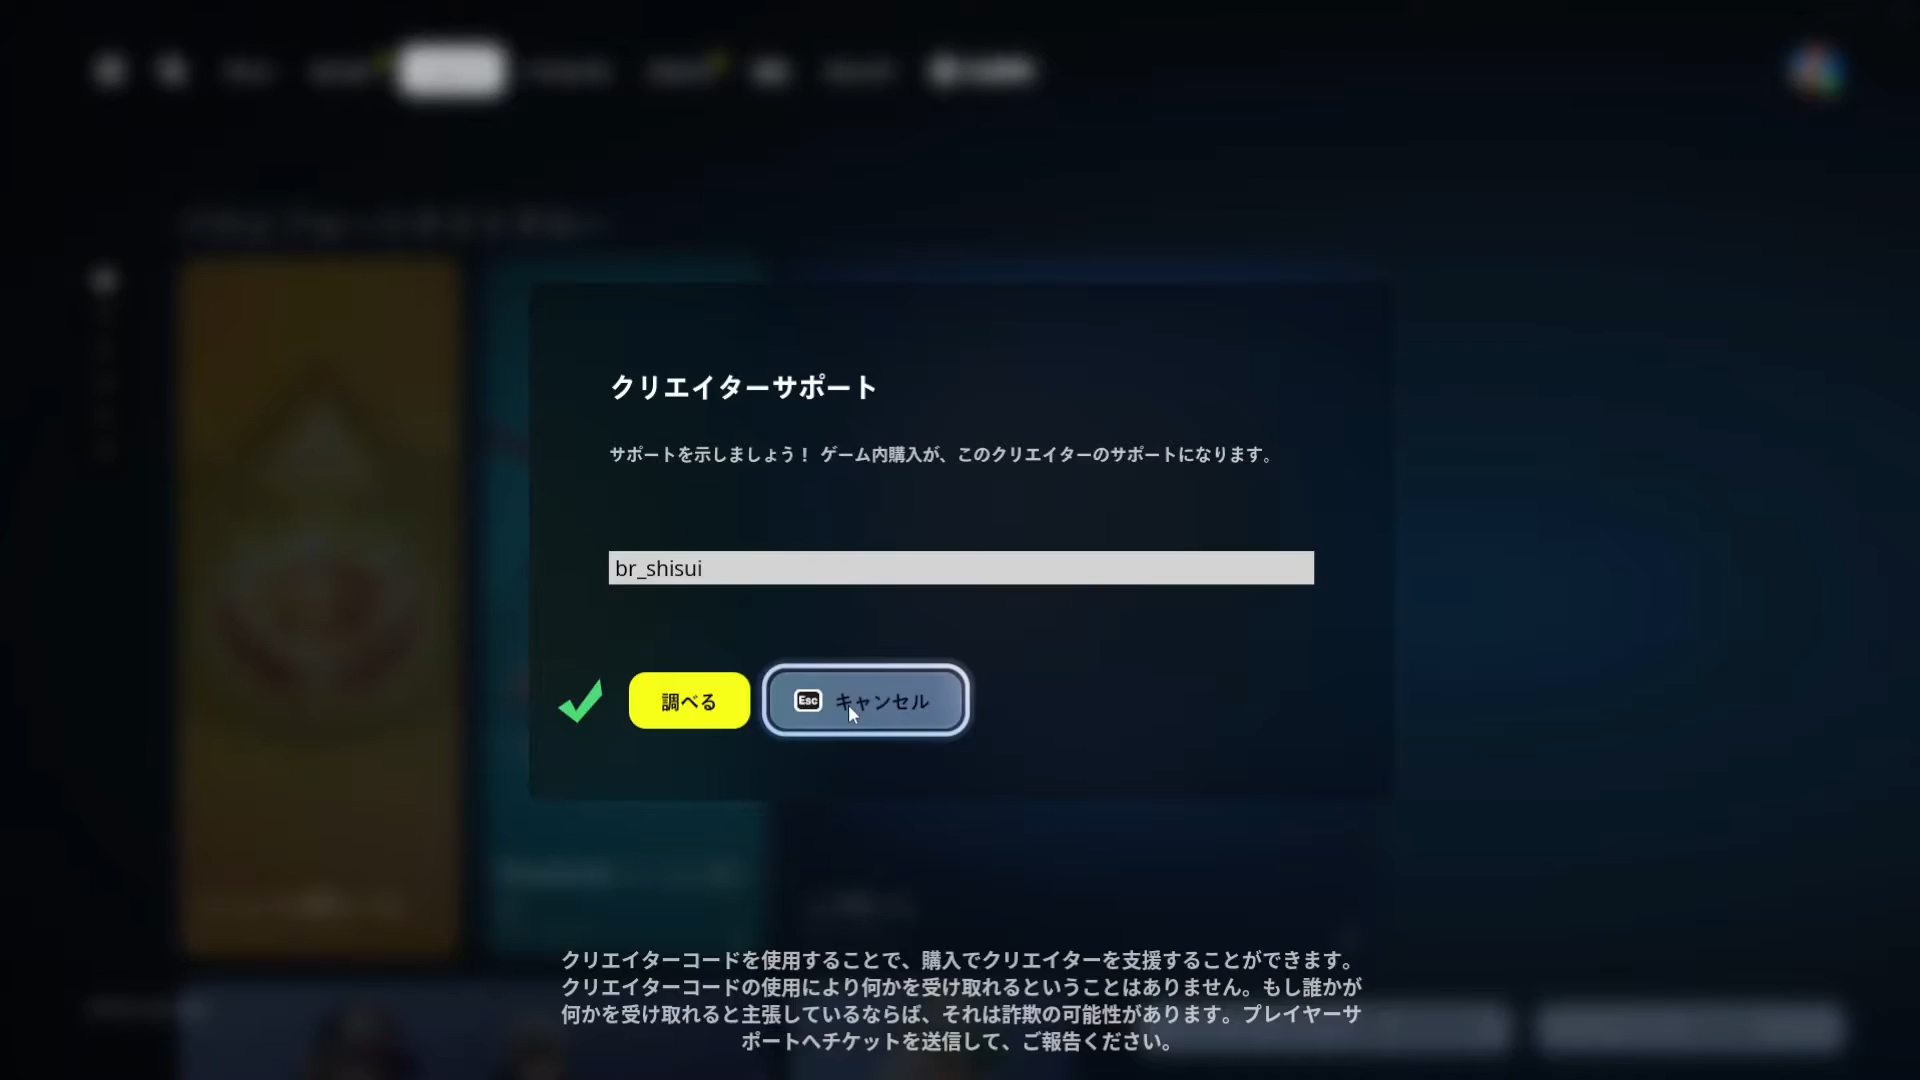 クリエイターサポート
サポートを示しましょう！ ゲーム内購入が、このクリエイターのサポートになります。
br_shisui
調べる
Esc キャンセル
クリエイターコードを使用することで、購入でクリエイターを支援することができます。
クリエイターコードの使用により何かを受け取れるということはありません。もし誰かが
何かを受け取れると主張しているならば、それは詐欺の可能性があります。プレイヤーサ
ポートへチケットを送信して、ご報告ください。